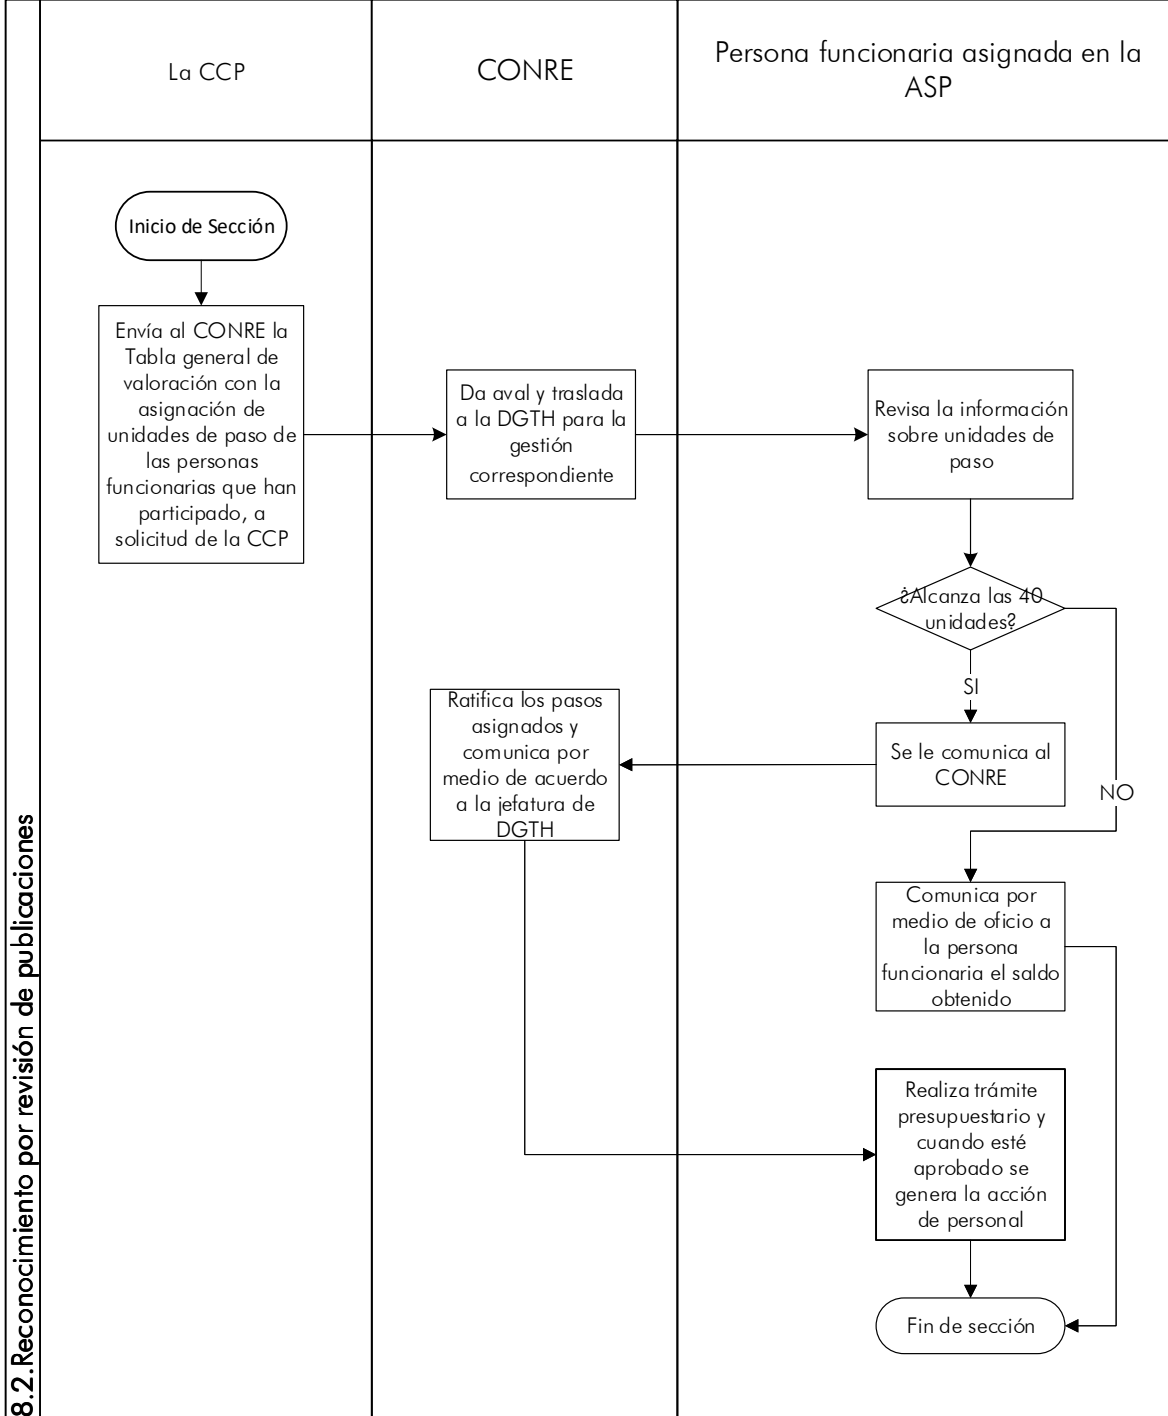 La CCP
CONRE
Persona funcionaria asignada en la
ASP
8.2.Reconocimiento por revisión de publicaciones
Inicio de Sección
Envía al CONRE la
Tabla general de
valoración con la
asignación de
unidades de paso de
las personas
funcionarias que han
participado, a
solicitud de la CCP
Da aval y traslada
a la DGTH para la
gestión
correspondiente
Revisa la información
sobre unidades de
paso
¿Alcanza las 40
unidades?
SI
NO
Se le comunica al
CONRE
Ratifica los pasos
asignados y
comunica por
medio de acuerdo
a la jefatura de
DGTH
Comunica por
medio de oficio a
la persona
funcionaria el saldo
obtenido
Realiza trámite
presupuestario y
cuando esté
aprobado se
genera la acción
de personal
Fin de sección